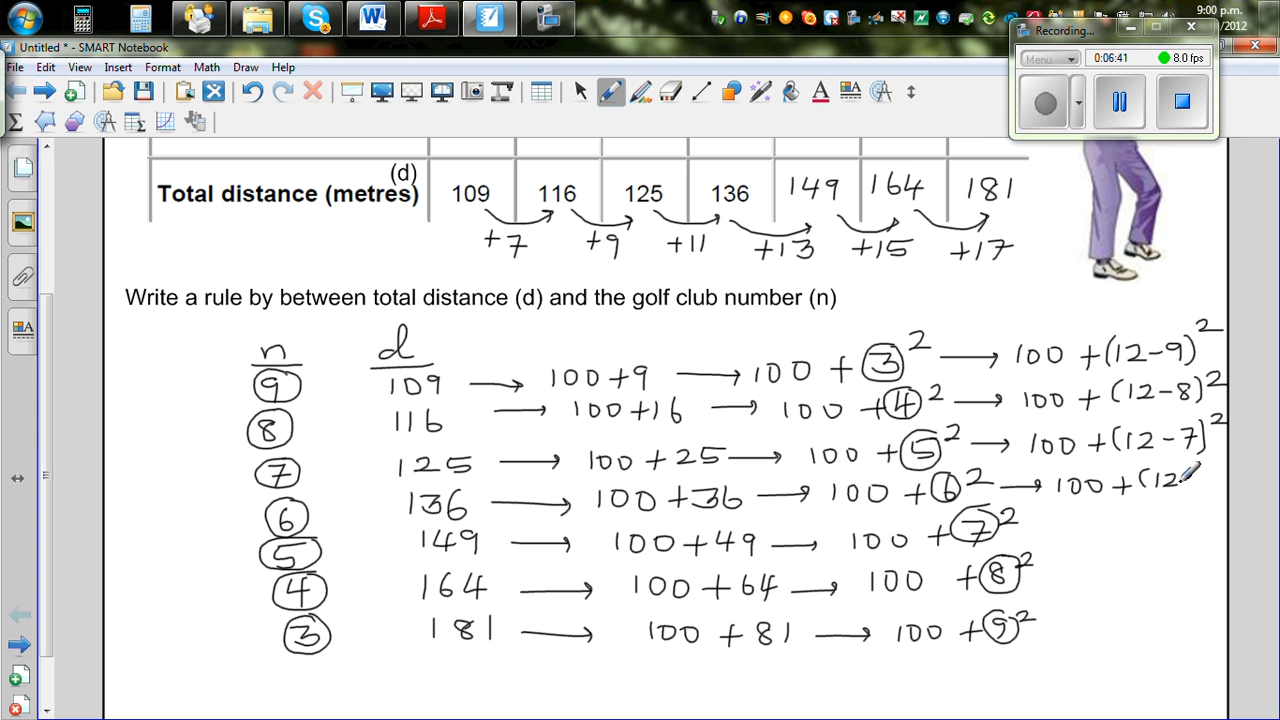 9:00 p.m.
/2012
Untitled * - SMART Notebook
Recording...
File Edit View Insert Format Math Draw Help
Menu 0:06:41 8.0 fps
(d)
Total distance (metres) 109 116 125 136 149 164 181
+7 +9 +11 +13 +15 +17
Write a rule by between total distance (d) and the golf club number (n)
n d
9 109 → 100+9 → 100 + 3² → 100 + (12-9)²
8 116 → 100+16 → 100 + 4² → 100 + (12-8)²
7 125 → 100 + 25 → 100 + 5² → 100 + (12-7)²
6 136 → 100 + 36 → 100 + 6² → 100 + (12
5 149 → 100 + 49 → 100 + 7²
4 164 → 100 + 64 → 100 + 8²
3 181 → 100 + 81 → 100 + 9²